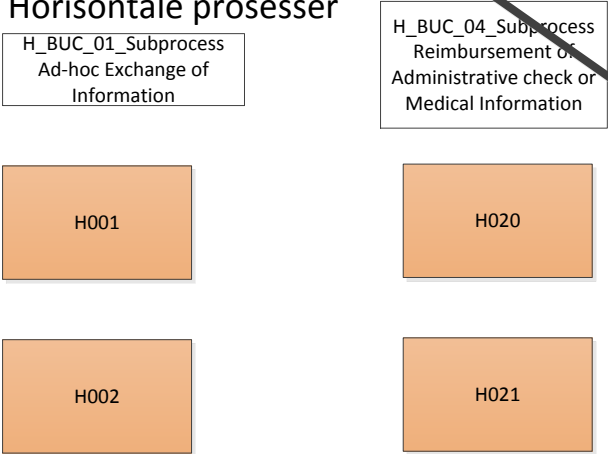 Horisontale prosesser
H_BUC_01_Subprocess
Ad-hoc Exchange of
Information
H_BUC_04_Subprocess
Reimbursement of
Administrative check or
Medical Information
H001
H020
H002
H021